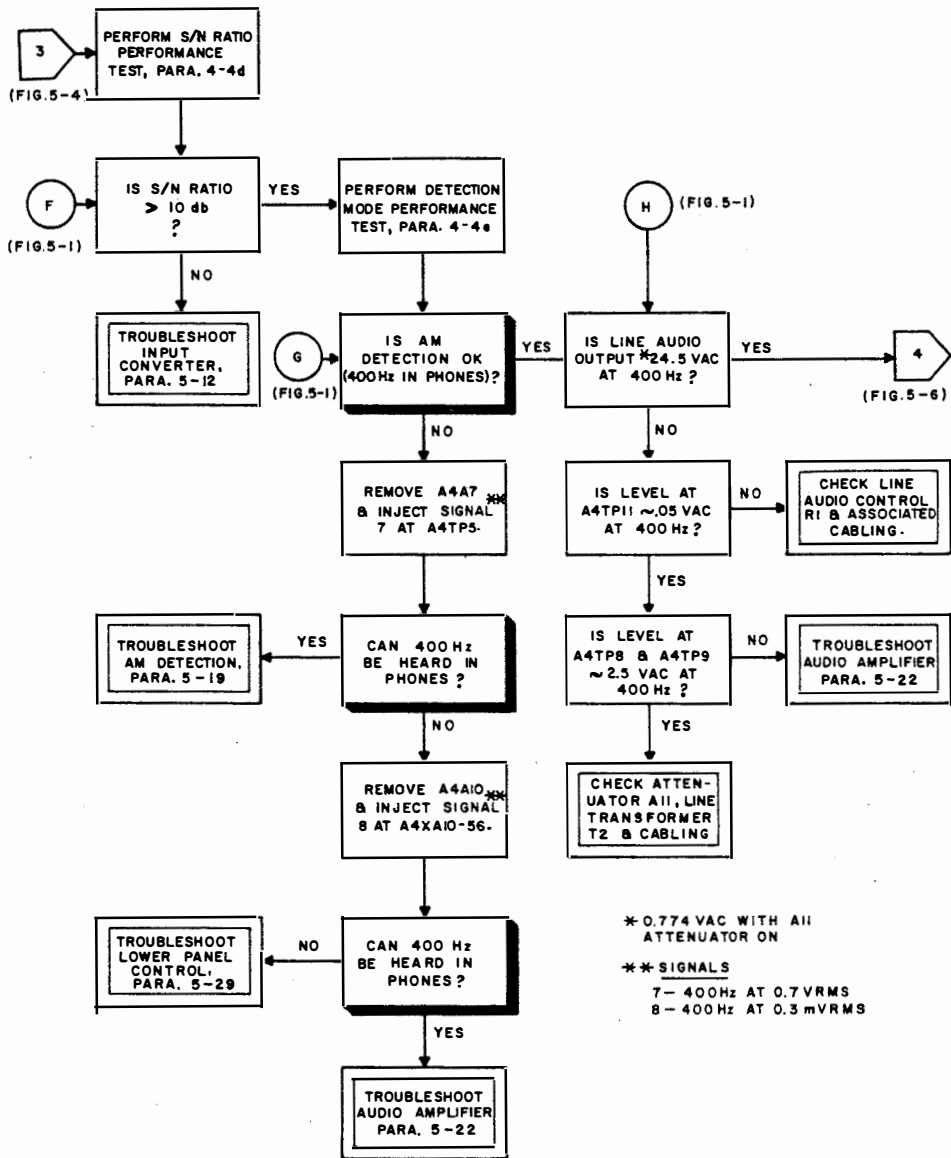 3
(FIG.5-4)
PERFORM S/N RATIO
PERFORMANCE
TEST, PARA. 4-4d
F
(FIG.5-1)
IS S/N RATIO
> 10 db
?
YES
PERFORM DETECTION
MODE PERFORMANCE
TEST, PARA. 4-4e
H
(FIG.5-1)
NO
TROUBLESHOOT
INPUT
CONVERTER,
PARA. 5-12
G
(FIG.5-1)
IS AM
DETECTION OK
(400Hz IN PHONES)?
YES
IS LINE AUDIO
OUTPUT *24.5 VAC
AT 400 Hz ?
YES
4
(FIG.5-6)
NO
NO
REMOVE A4A7 **
& INJECT SIGNAL
7 AT A4TP5.
IS LEVEL AT
A4TP11 ~.05 VAC
AT 400 Hz ?
NO
CHECK LINE
AUDIO CONTROL
R1 & ASSOCIATED
CABLING.
YES
TROUBLESHOOT
AM DETECTION,
PARA. 5-19
YES
CAN 400 Hz
BE HEARD IN
PHONES ?
IS LEVEL AT
A4TP8 & A4TP9
~2.5 VAC AT
400 Hz ?
NO
TROUBLESHOOT
AUDIO AMPLIFIER
PARA. 5-22
NO
YES
REMOVE A4A10 **
& INJECT SIGNAL
8 AT A4XA10-56.
CHECK ATTEN-
UATOR A11, LINE
TRANSFORMER
T2 & CABLING
TROUBLESHOOT
LOWER PANEL
CONTROL,
PARA. 5-29
NO
CAN 400 Hz
BE HEARD IN
PHONES ?
* 0.774 VAC WITH A11
ATTENUATOR ON
** SIGNALS
7- 400Hz AT 0.7 VRMS
8- 400Hz AT 0.3 mVRMS
YES
TROUBLESHOOT
AUDIO AMPLIFIER
PARA. 5-22